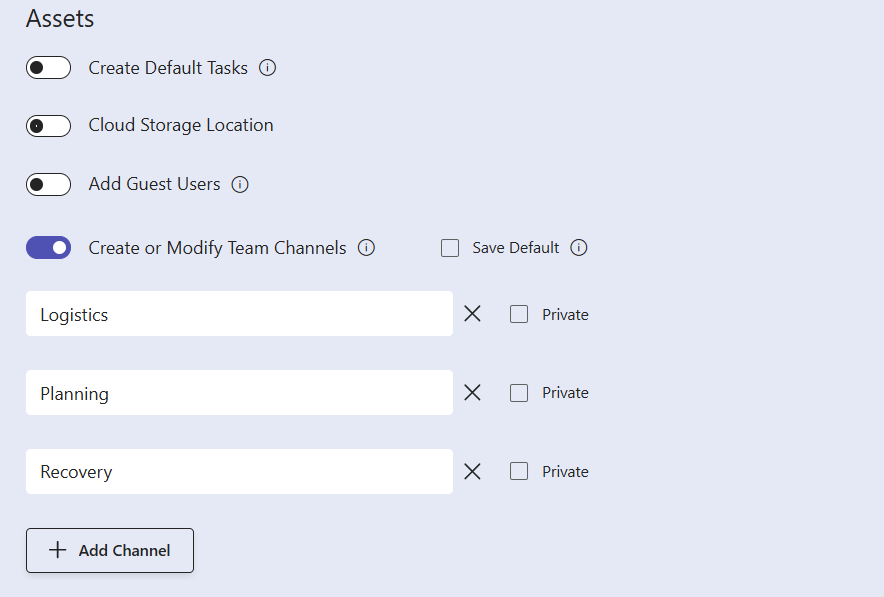 Assets
Create Default Tasks
Cloud Storage Location
Add Guest Users
Create or Modify Team Channels Save Default
Logistics Private
Planning Private
Recovery Private
Add Channel